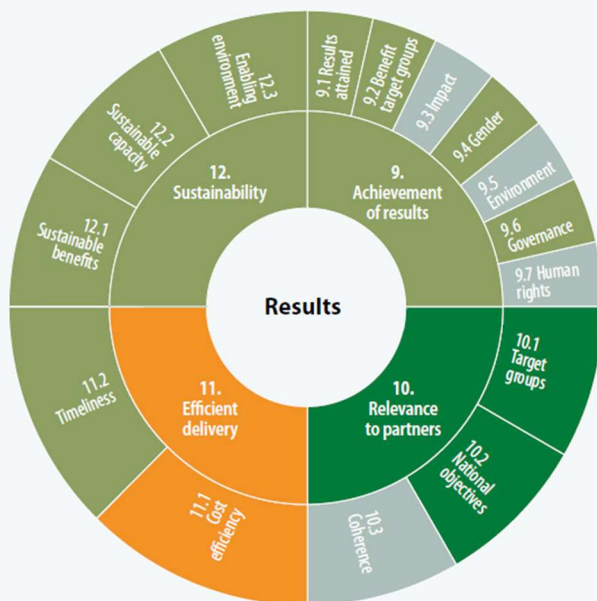 Results
9.
Achievement
of results
9.1 Results
attained
9.2 Benefit
target groups
9.3 Impact
9.4 Gender
9.5
Environment
9.6
Governance
9.7 Human
rights
10.
Relevance
to partners
10.1
Target
groups
10.2
National
objectives
10.3
Coherence
11.
Efficient
delivery
11.1 Cost
efficiency
11.2
Timeliness
12.
Sustainability
12.1
Sustainable
benefits
12.2
Sustainable
capacity
12.3
Enabling
environment